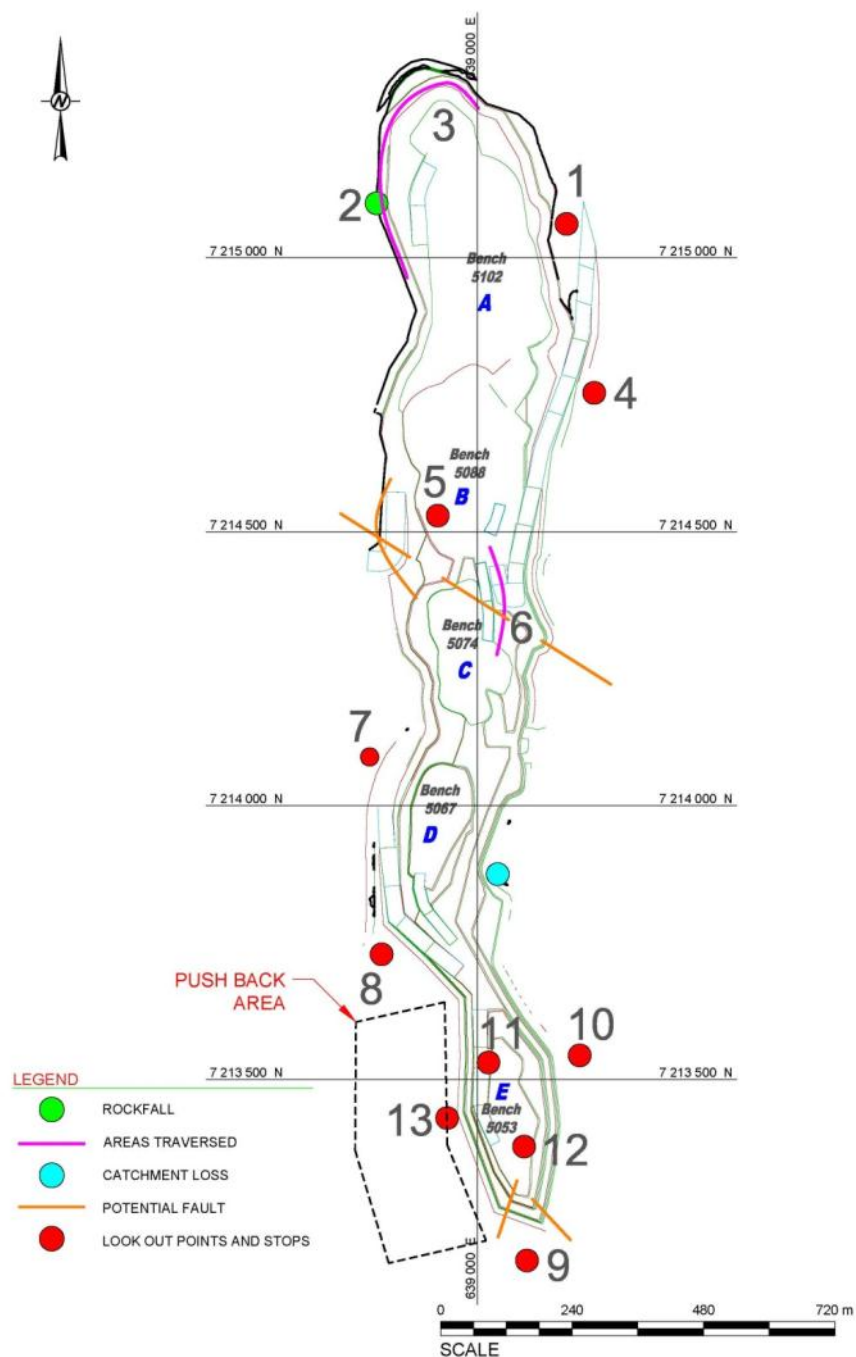 639 000 E
N
3
1
2
7 215 000 N
7 215 000 N
Bench
5102
A
4
Bench
5088
5
B
7 214 500 N
7 214 500 N
6
Bench
5074
C
7
7 214 000 N
7 214 000 N
Bench
5067
D
PUSH BACK
AREA
8
10
11
LEGEND
7 213 500 N
7 213 500 N
E
Bench
5053
ROCKFALL
13
12
AREAS TRAVERSED
CATCHMENT LOSS
POTENTIAL FAULT
LOOK OUT POINTS AND STOPS
639 000 E
9
0
240
480
720 m
SCALE